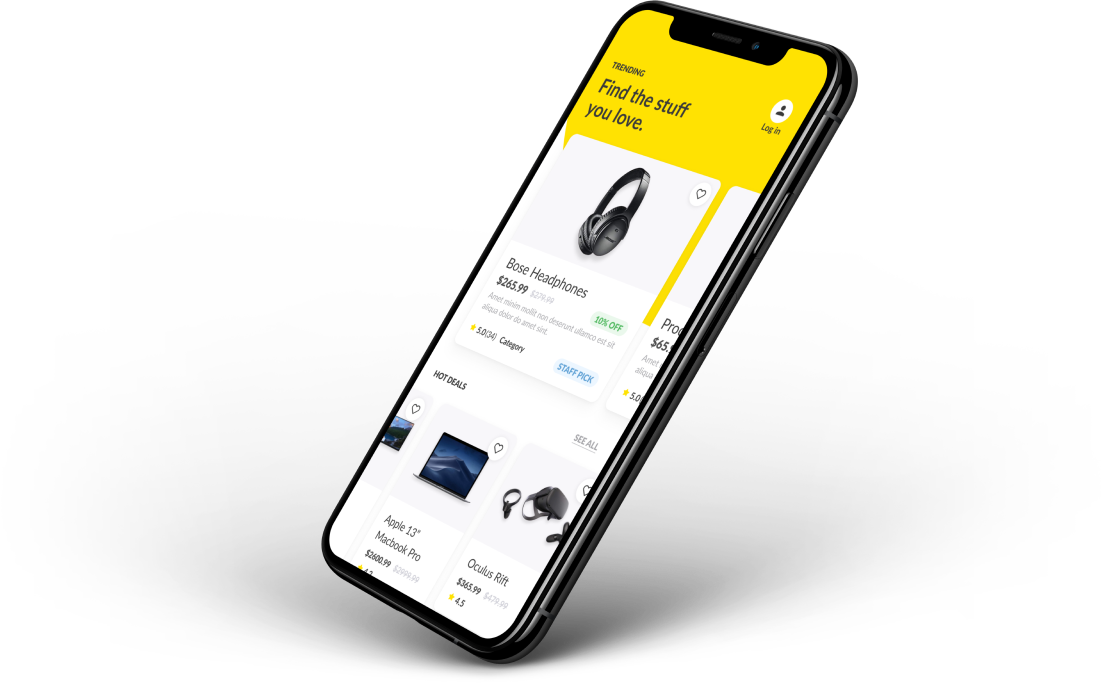 TRENDING
Find the stuff
you love.
Log in
Bose Headphones
$265.99 $279.99
Amet minim mollit non deserunt ullamco est sit
aliqua dolor do amet sint.
10% OFF
5.0(34) Category
STAFF PICK
$65.
Amet
aliqua
5.0
HOT DEALS
SEE ALL
Apple 13"
Macbook Pro
$2600.99 $2999.99
Oculus Rift
$365.99 $479.99
4.5